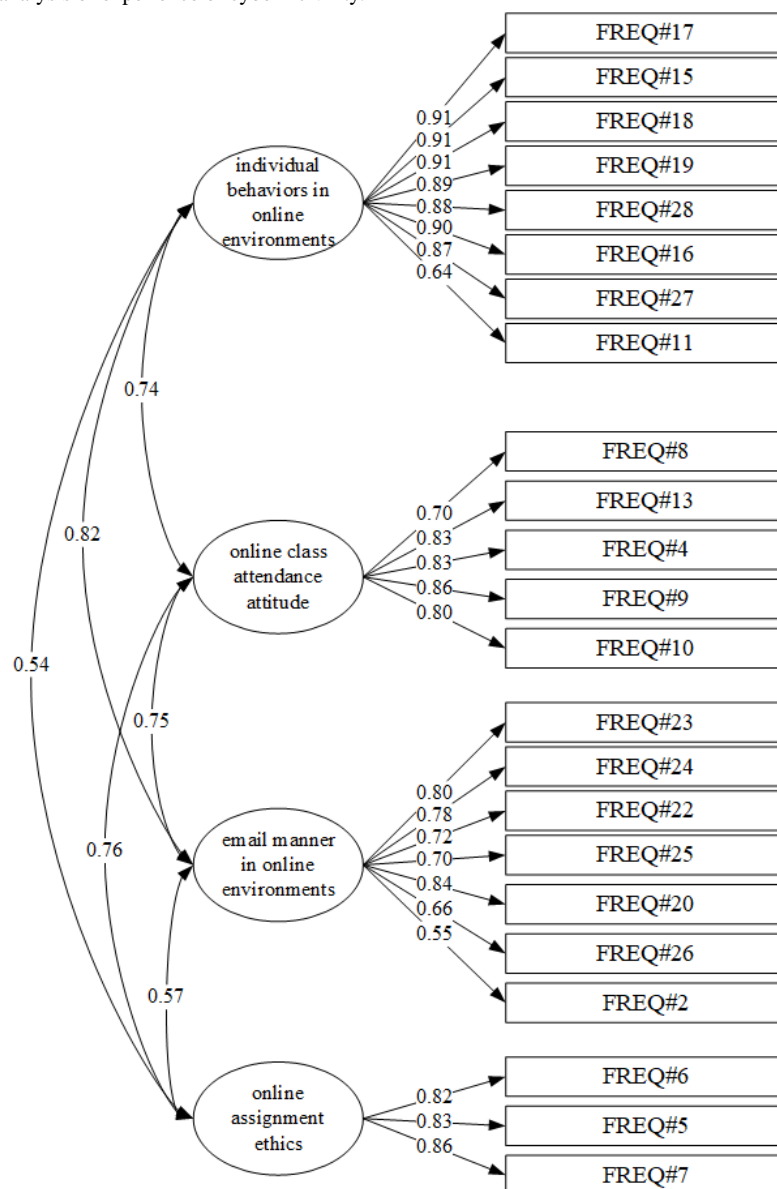 FREQ#17
FREQ#15
FREQ#18
FREQ#19
FREQ#28
FREQ#16
FREQ#27
FREQ#11
0.91
0.91
0.91
0.89
0.88
0.90
0.87
0.64
individual
behaviors in
online
environments
0.74
0.82
0.54
FREQ#8
FREQ#13
FREQ#4
FREQ#9
FREQ#10
0.70
0.83
0.83
0.86
0.80
online class
attendance
attitude
0.75
0.76
FREQ#23
FREQ#24
FREQ#22
FREQ#25
FREQ#20
FREQ#26
FREQ#2
0.80
0.78
0.72
0.70
0.84
0.66
0.55
email manner
in online
environments
0.57
FREQ#6
FREQ#5
FREQ#7
0.82
0.83
0.86
online
assignment
ethics